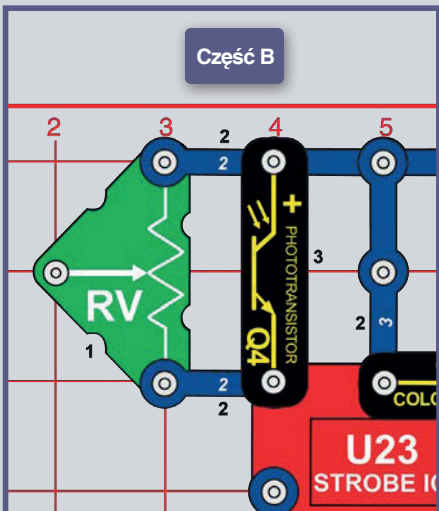 Część B
2 3 4 5
2
2
+
PHOTOTRANSISTOR
3
RV
2 3
1
Q4
2
2
COLO
U23
STROBE IC